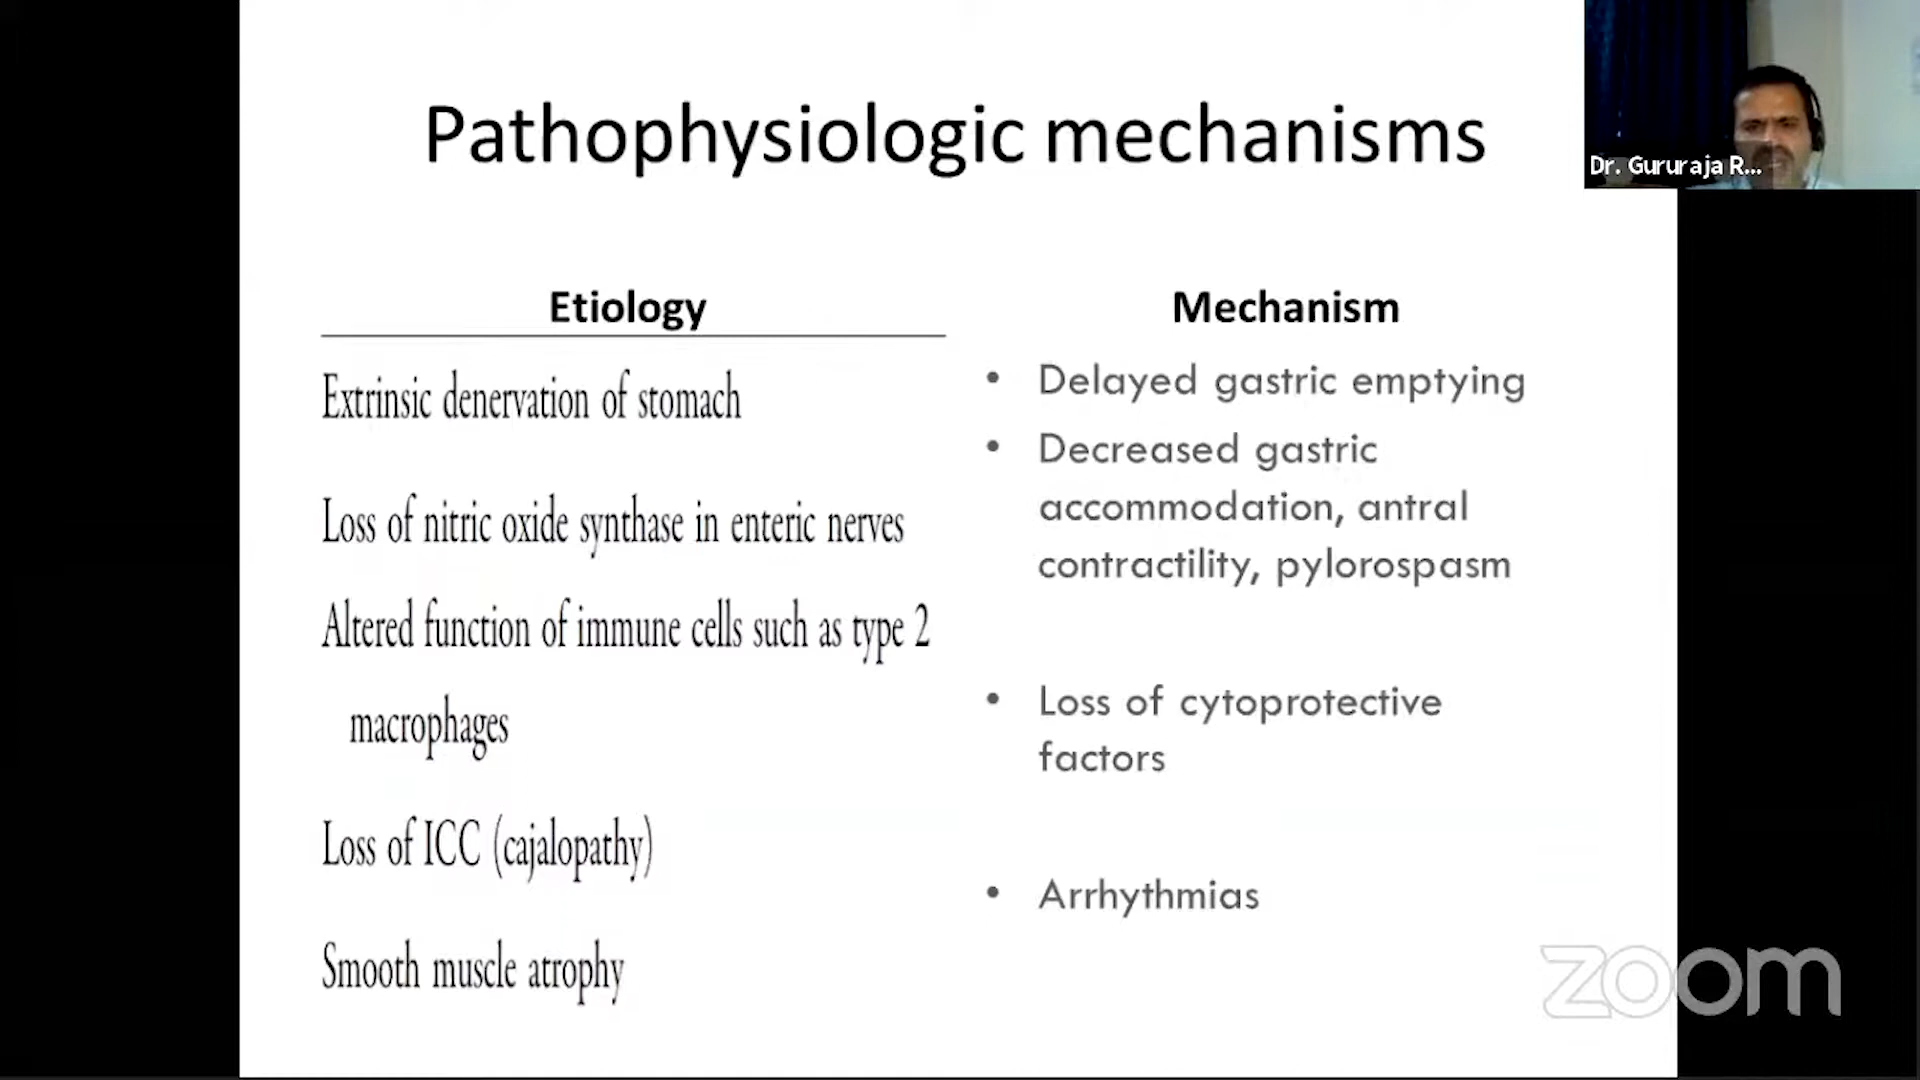 Pathophysiologic mechanisms
Dr. Gururaja R...
Etiology
Extrinsic denervation of stomach
Loss of nitric oxide synthase in enteric nerves
Altered function of immune cells such as type 2
macrophages
Loss of ICC (cajalopathy)
Smooth muscle atrophy
Mechanism
• Delayed gastric emptying
• Decreased gastric
accommodation, antral
contractility, pylorospasm
• Loss of cytoprotective
factors
• Arrhythmias
zoom